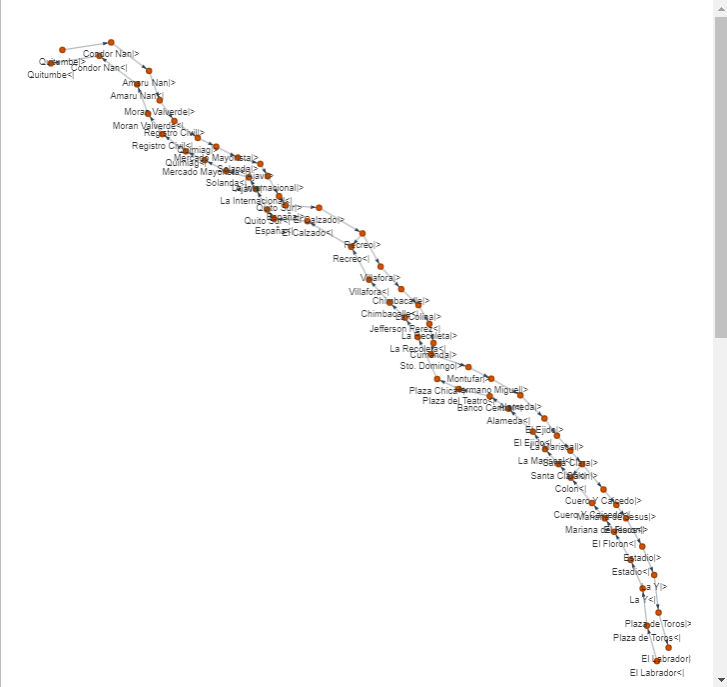 Quitumbe|>
Condor Nan|>
Quitumbe<|
Condor Nan<|
Amaru Nan|>
Amaru Nan<|
Moran Valverde|>
Moran Valverde<|
Registro Civil|>
Registro Civil<|
Quimiag|>
Quimiag<|
Mercado Mayorista|>
Mercado Mayorista<|
Solanda|>
Solanda<|
Ajavi|>
Ajavi<|
La Internacional|>
La Internacional<|
Quito Sur|>
Quito Sur<|
España|>
España<|
El Calzado|>
El Calzado<|
Recreo|>
Recreo<|
Villafora|>
Villafora<|
Chimbacalle|>
Chimbacalle<|
La Colina|>
Jefferson Perez<|
La Recoleta|>
La Recoleta<|
Cumanda|>
Sto. Domingo|>
Montufar|>
Plaza Chica<|
Hermano Miguel|>
Plaza del Teatro<|
Banco Central<|
Alameda|>
Alameda<|
El Ejido|>
El Ejido<|
La Mariscal|>
La Mariscal<|
Santa Clara|>
Santa Clara<|
Colon|>
Colon<|
Cuero Y Caicedo|>
Cuero Y Caicedo<|
Mariana de Jesus|>
Mariana de Jesus<|
El Floron|>
El Floron<|
Estadio|>
Estadio<|
La Y|>
La Y<|
Plaza de Toros|>
Plaza de Toros<|
El Labrador|
El Labrador<|